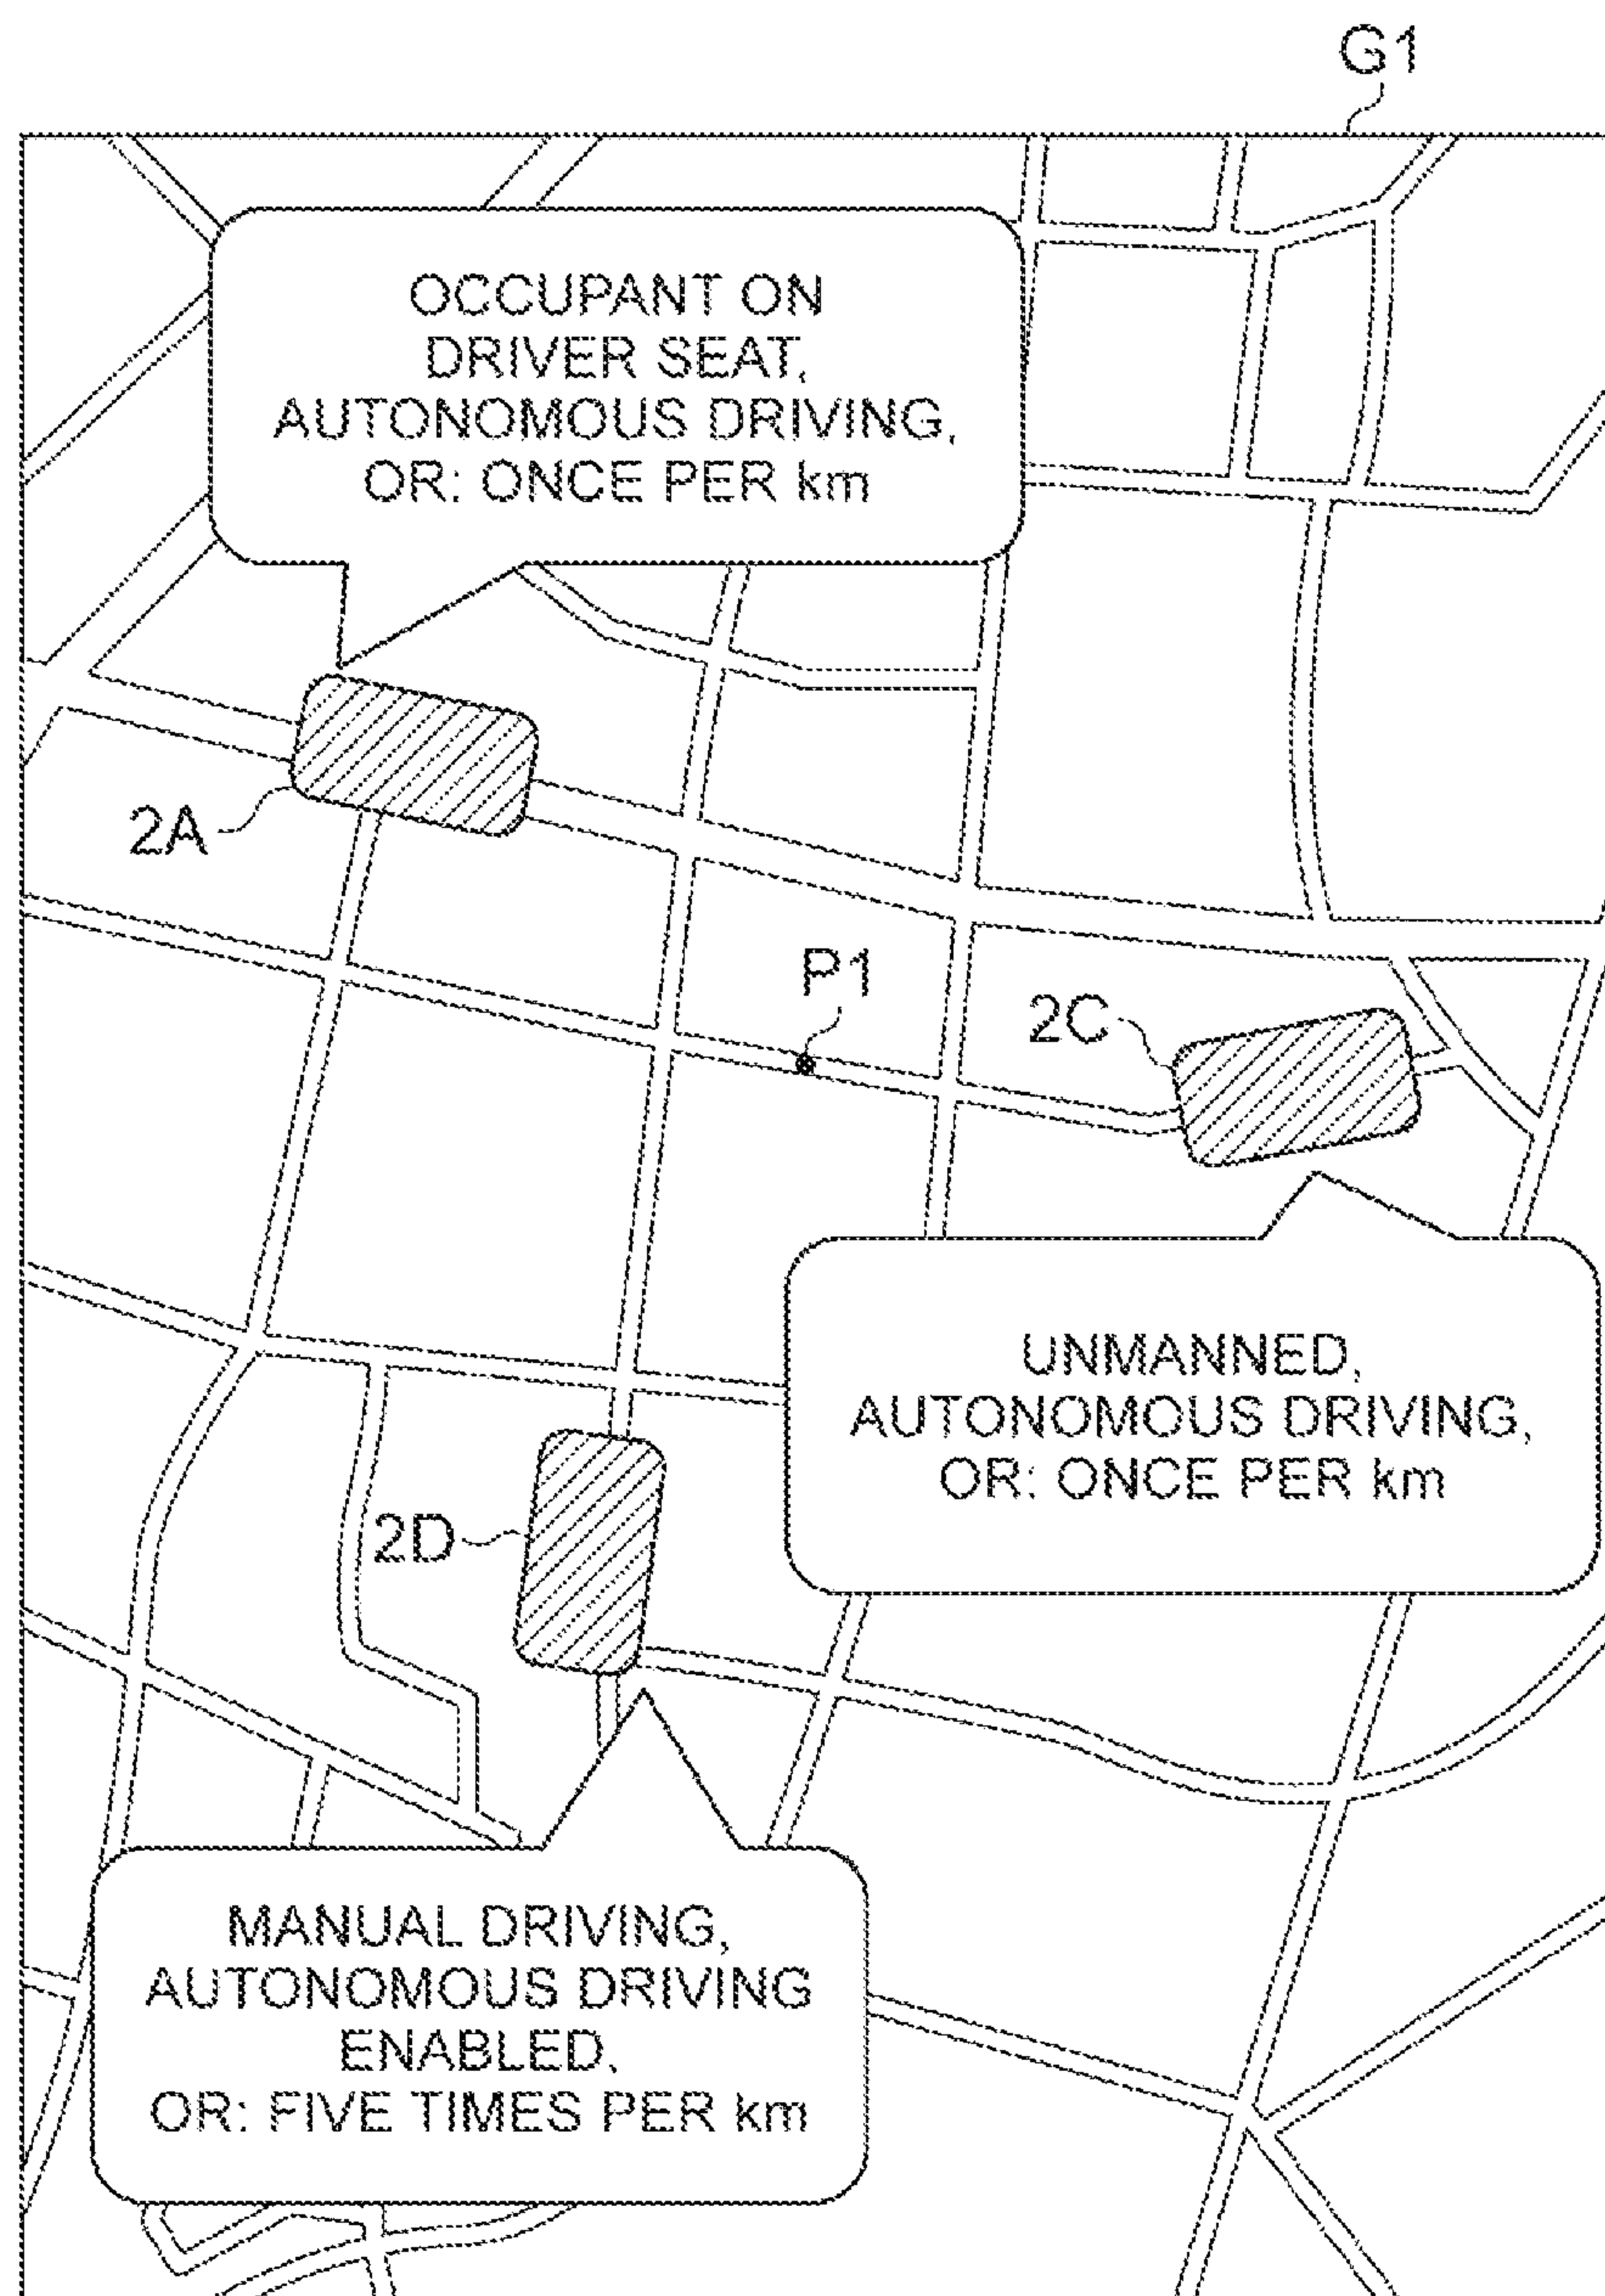 G1
OCCUPANT ON
DRIVER SEAT,
AUTONOMOUS DRIVING,
OR: ONCE PER km
2A
P1
2C
UNMANNED,
AUTONOMOUS DRIVING,
OR: ONCE PER km
2D
MANUAL DRIVING,
AUTONOMOUS DRIVING
ENABLED,
OR: FIVE TIMES PER km